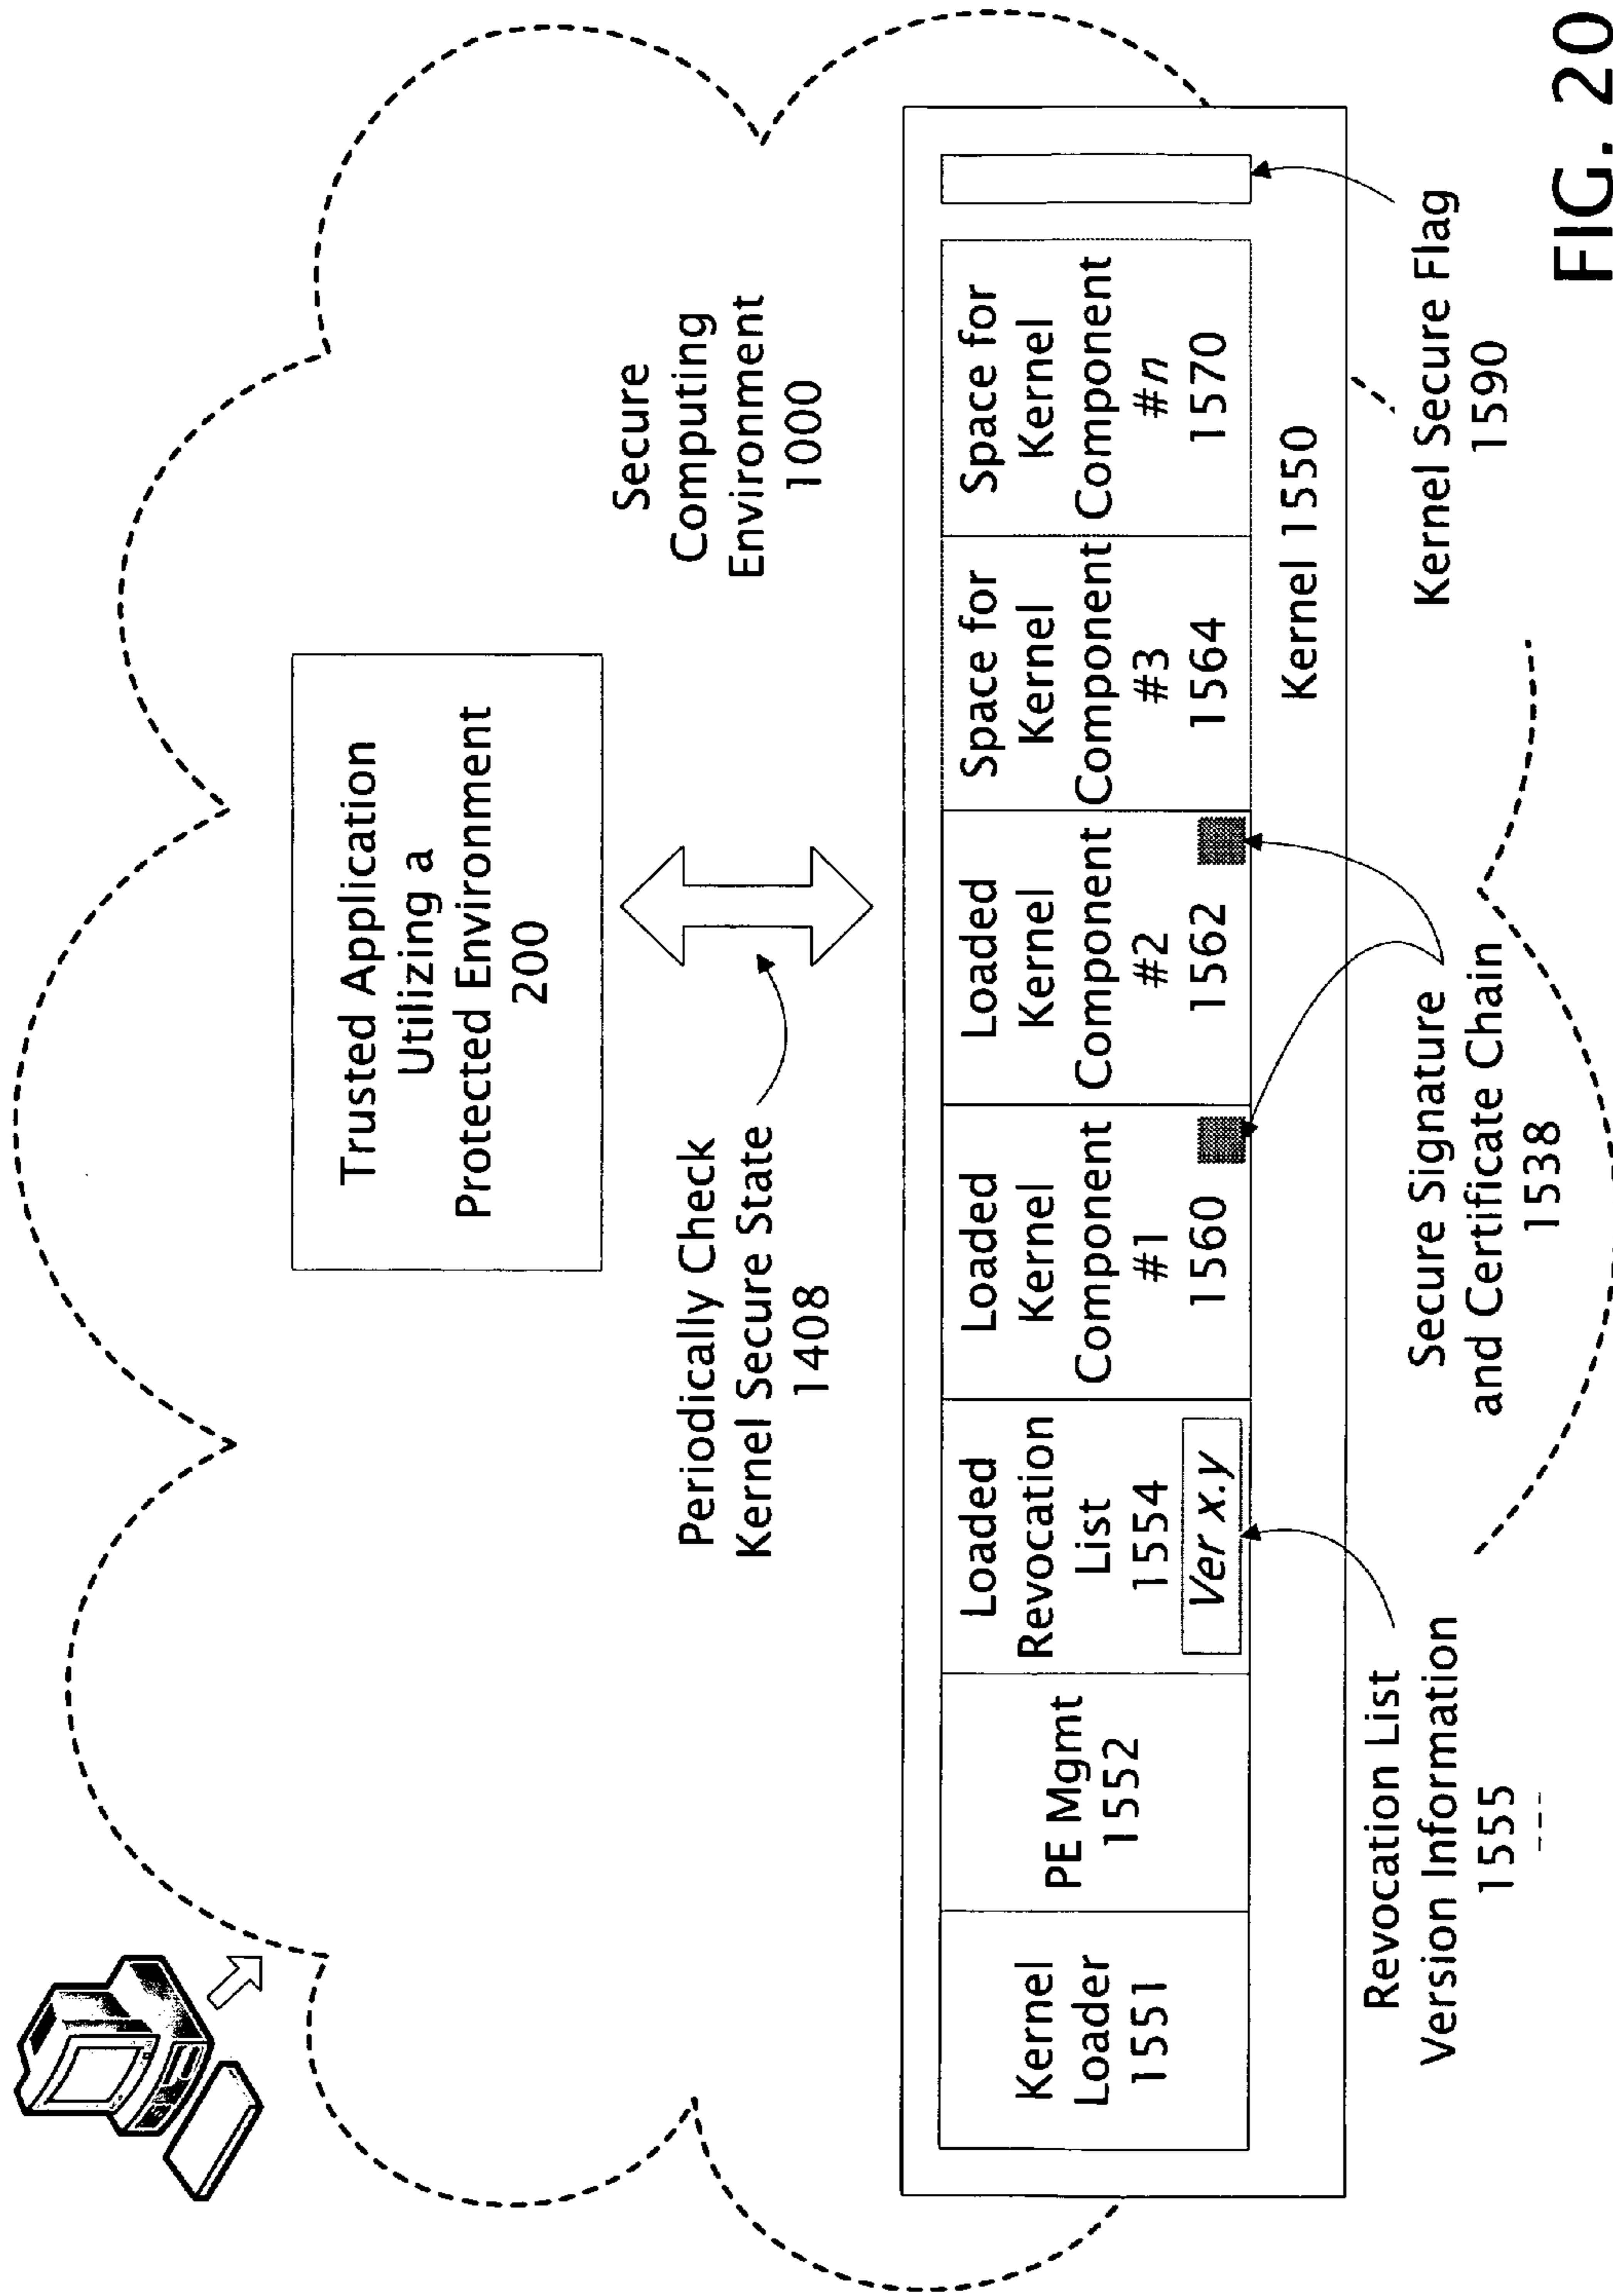 Secure
Computing
Environment
1000
Trusted Application
Utilizing a
Protected Environment
200
Periodically Check
Kernel Secure State
1408
Kernel
Loader
1551
PE Mgmt
1552
Loaded
Revocation
List
1554
Ver x.y
Loaded
Kernel
Component
#1
1560
Loaded
Kernel
Component
#2
1562
Space for
Kernel
Component
#3
1564
Space for
Kernel
Component
#n
1570
Kernel 1550
Revocation List
Version Information
1555
Secure Signature
and Certificate Chain
1538
Kernel Secure Flag
1590
FIG. 20